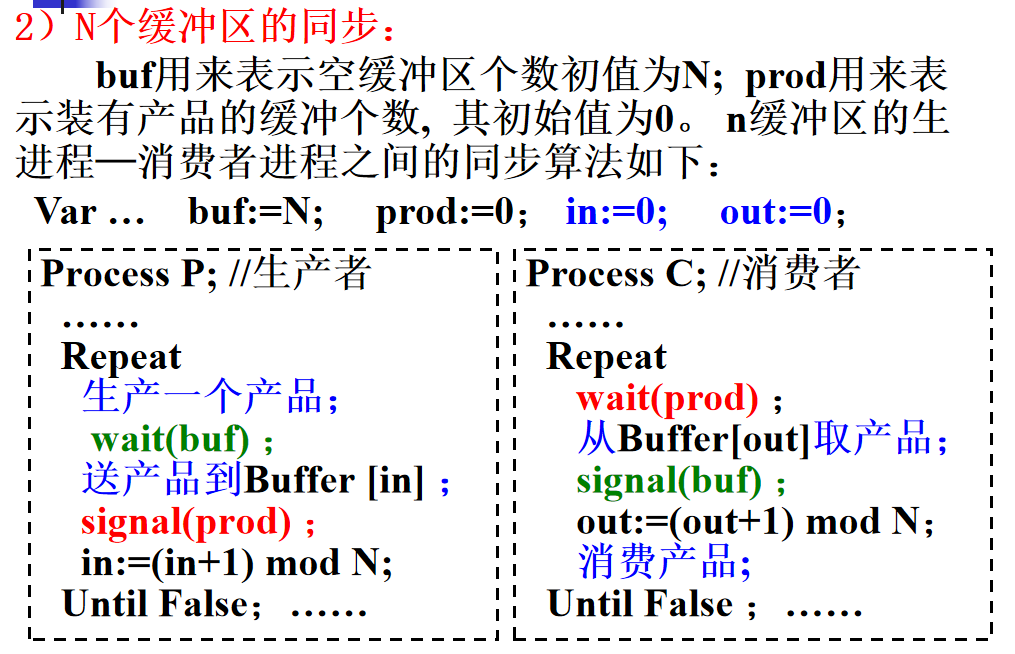 2）N个缓冲区的同步：
buf用来表示空缓冲区个数初值为N; prod用来表
示装有产品的缓冲个数, 其初始值为0。 n缓冲区的生
进程—消费者进程之间的同步算法如下：
Var … buf:=N; prod:=0； in:=0; out:=0；
Process P; //生产者
……
Repeat
生产一个产品；
wait(buf)；
送产品到Buffer [in]；
signal(prod)；
in:=(in+1) mod N;
Until False； ……
Process C; //消费者
……
Repeat
wait(prod)；
从Buffer[out]取产品；
signal(buf)；
out:=(out+1) mod N；
消费产品；
Until False； ……